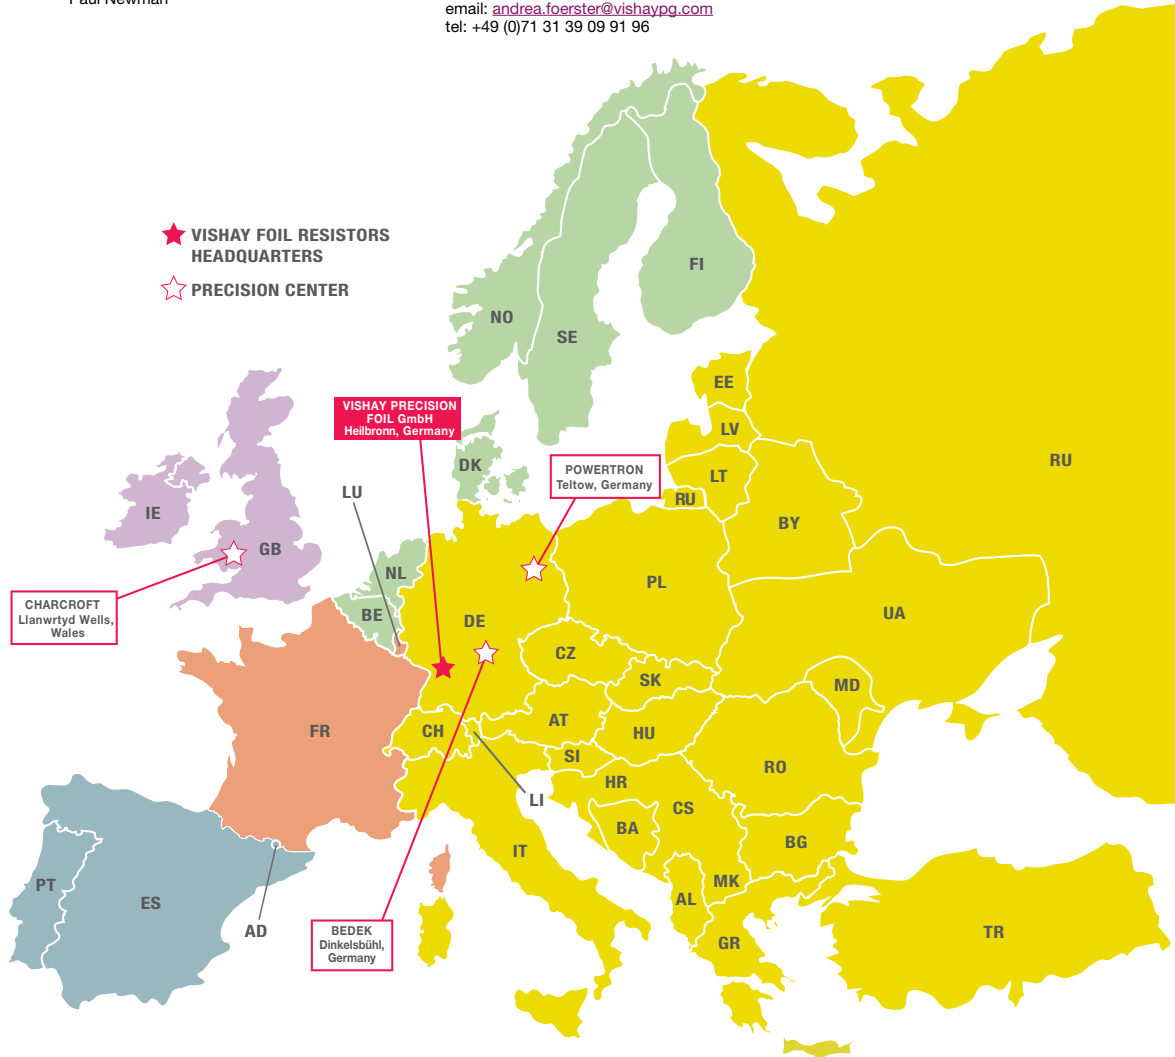 Paul Newman
email: andrea.foerster@vishaypg.com
tel: +49 (0)71 31 39 09 91 96
VISHAY FOIL RESISTORS
HEADQUARTERS
PRECISION CENTER
FI
NO
SE
EE
VISHAY PRECISION
FOIL GmbH
Heilbronn, Germany
LV
DK
POWERTRON
Teltow, Germany
RU
LT
LU
RU
IE
BY
GB
NL
PL
CHARCROFT
Llanwrtyd Wells,
Wales
BE
DE
UA
CZ
SK
MD
FR
CH
AT
HU
SI
RO
HR
LI
CS
BA
BG
IT
PT
MK
ES
AL
AD
BEDEK
Dinkelsbühl,
Germany
GR
TR